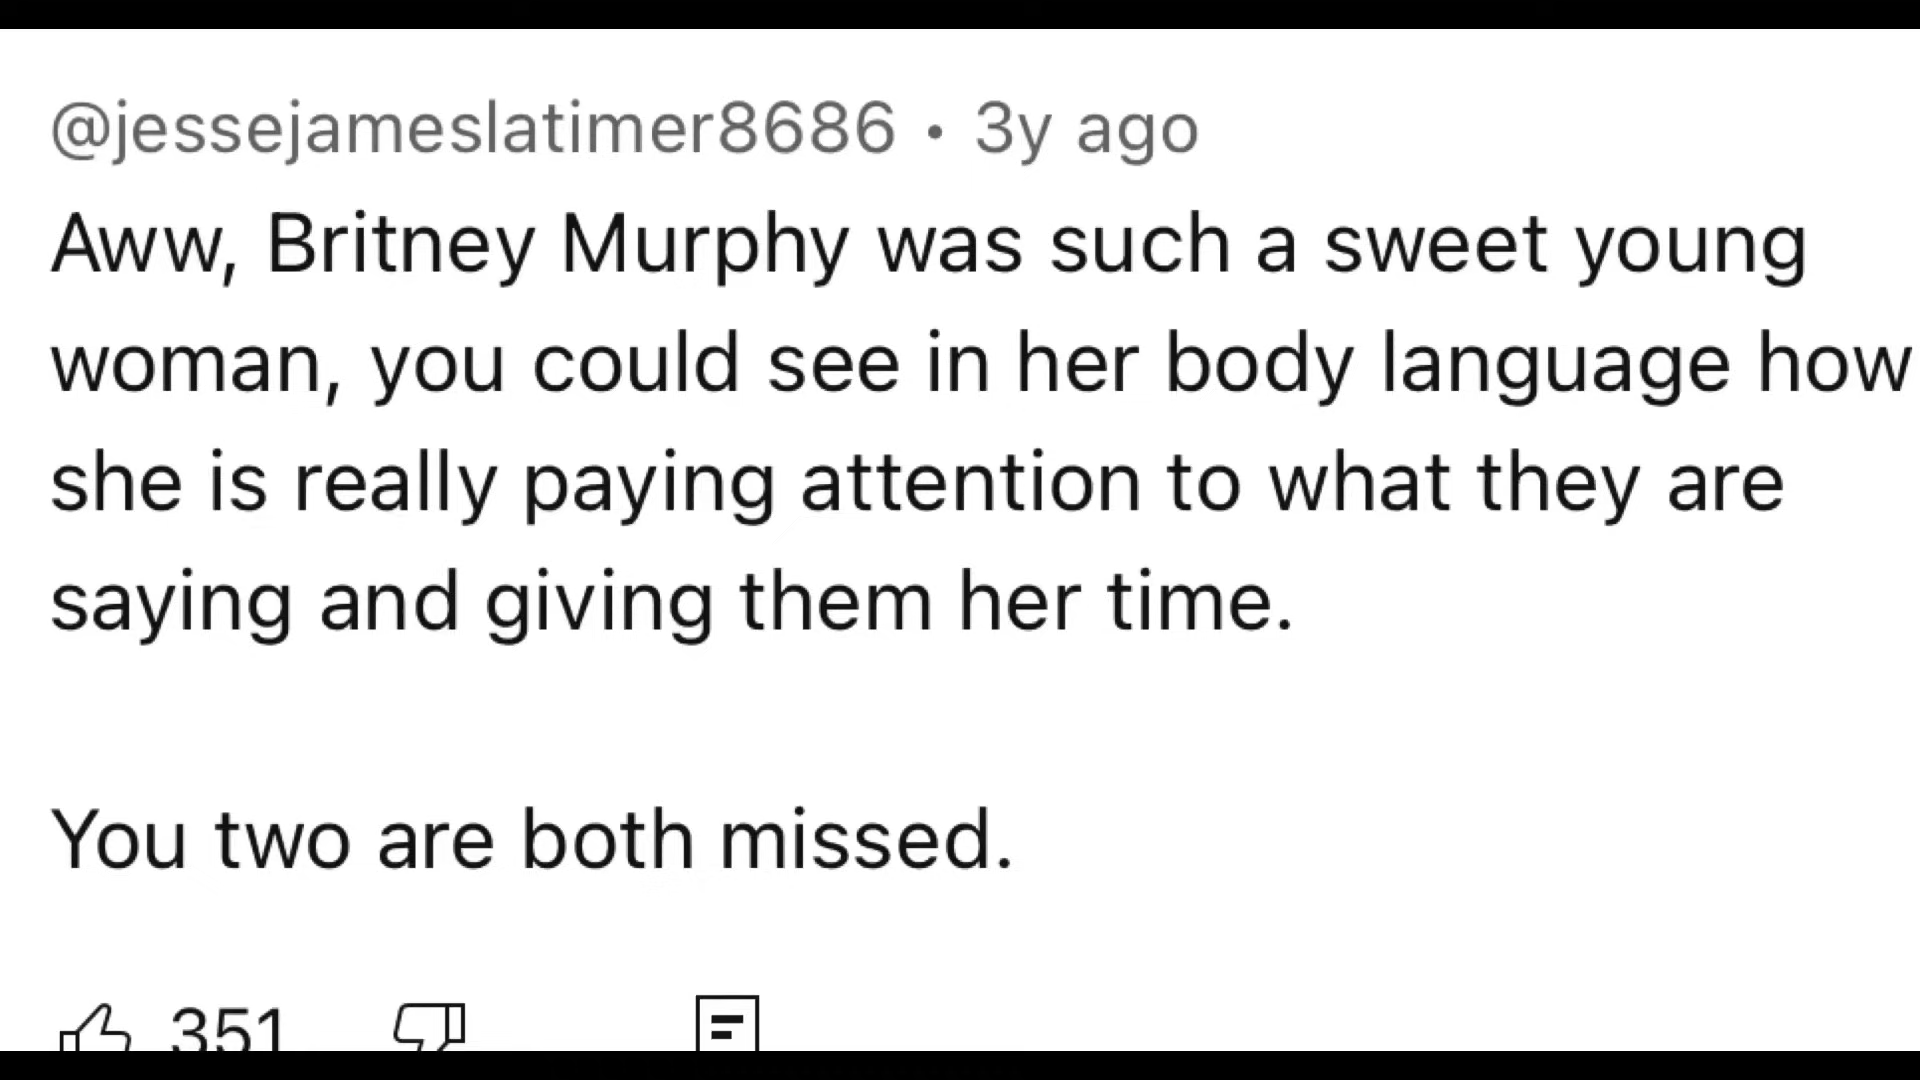 @jessejameslatimer8686 • 3y ago
Aww, Britney Murphy was such a sweet young
woman, you could see in her body language how
she is really paying attention to what they are
saying and giving them her time.
You two are both missed.
351